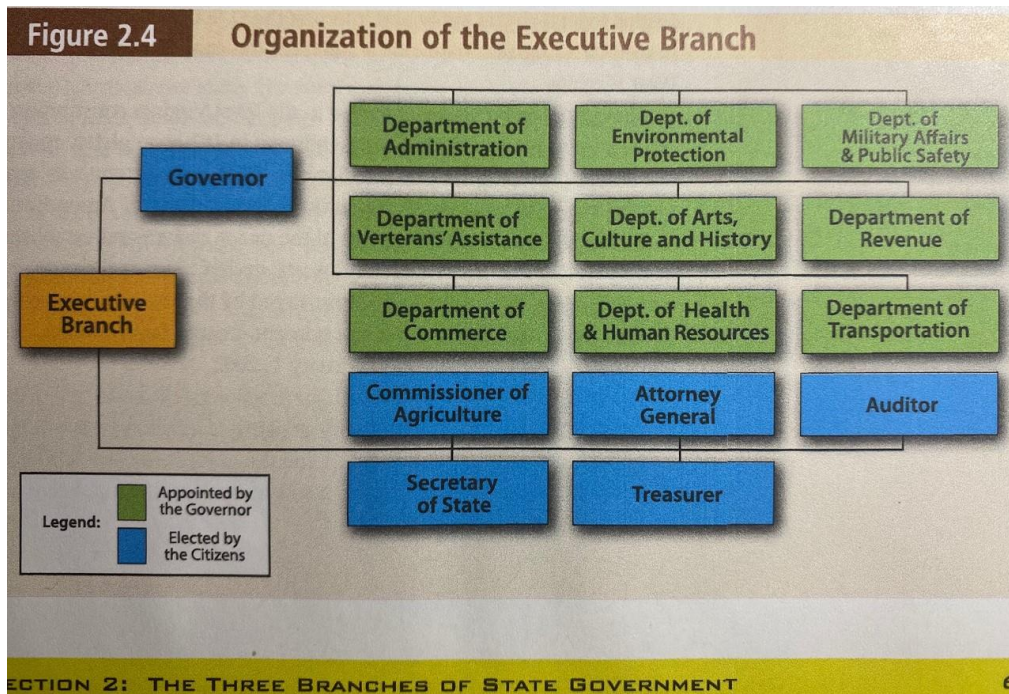 Figure 2.4
Organization of the Executive Branch
Department of
Administration
Dept. of
Environmental
Protection
Dept. of
Military Affairs
& Public Safety
Governor
Department of
Verterans' Assistance
Dept. of Arts,
Culture and History
Department of
Revenue
Executive
Branch
Department of
Commerce
Dept. of Health
& Human Resources
Department of
Transportation
Commissioner of
Agriculture
Attorney
General
Auditor
Secretary
of State
Treasurer
Legend:
Appointed by
the Governor
Elected by
the Citizens
ECTION 2: THE THREE BRANCHES OF STATE GOVERNMENT